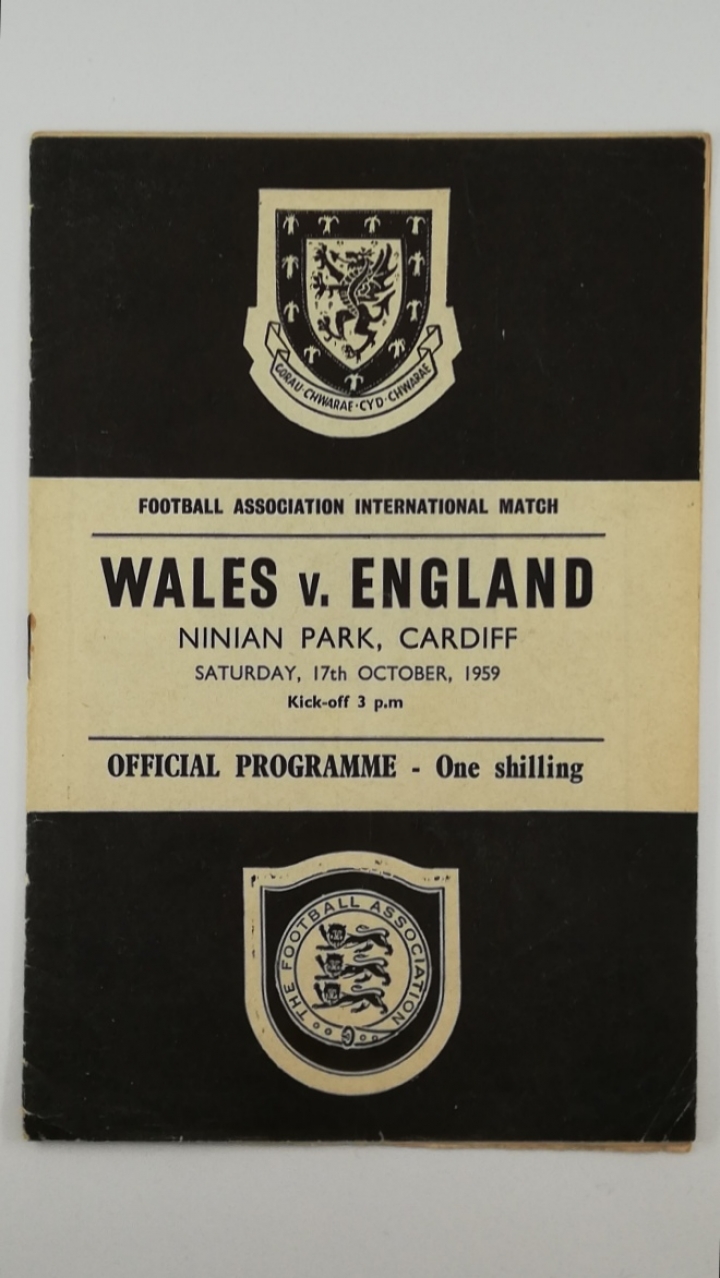 GORAU·CHWARAE·CYD·CHWARAE
FOOTBALL ASSOCIATION INTERNATIONAL MATCH
WALES v. ENGLAND
NINIAN PARK, CARDIFF
SATURDAY, 17th OCTOBER, 1959
Kick-off 3 p.m
OFFICIAL PROGRAMME - One shilling
THE FOOTBALL ASSOCIATION